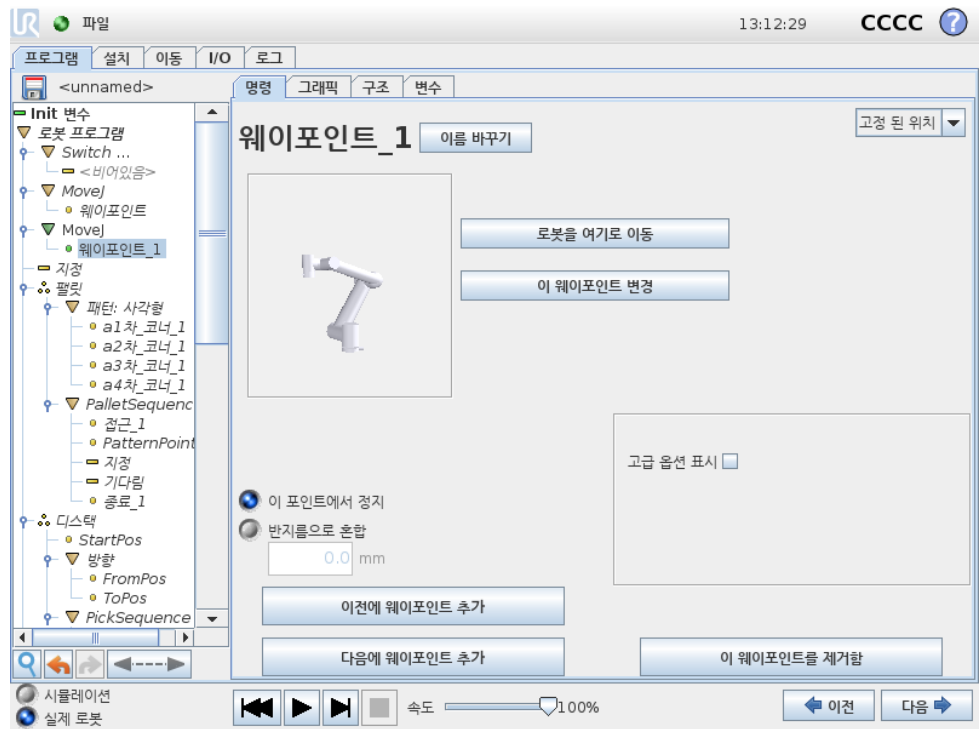 UR 파일 13:12:29 CCCC ?
프로그램 설치 이동 I/O 로그
<unnamed>
명령 그래픽 구조 변수
Init 변수
로봇 프로그램
Switch ...
<비어있음>
MoveJ
웨이포인트
MoveJ
웨이포인트_1
지정
팔릿
패턴: 사각형
a1차_코너_1
a2차_코너_1
a3차_코너_1
a4차_코너_1
PalletSequenc
접근_1
PatternPoint
지정
기다림
종료_1
디스택
StartPos
방향
FromPos
ToPos
PickSequence
웨이포인트_1 이름 바꾸기
고정 된 위치
로봇을 여기로 이동
이 웨이포인트 변경
고급 옵션 표시
이 포인트에서 정지
반지름으로 혼합
0.0 mm
이전에 웨이포인트 추가
다음에 웨이포인트 추가
이 웨이포인트를 제거함
시뮬레이션
실제 로봇
속도 100%
이전 다음